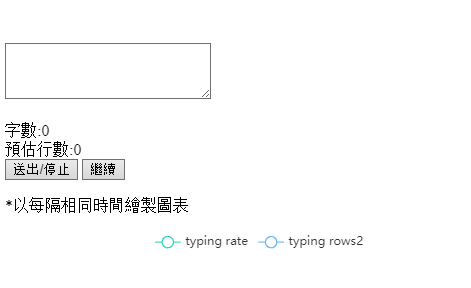 字數:0
預估行數:0
送出/停止 繼續
*以每隔相同時間繪製圖表
typing rate typing rows2